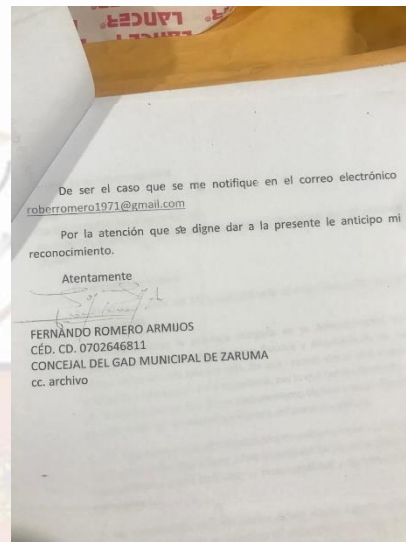 LANCER
De ser el caso que se me notifique en el correo electrónico
roberromero1971@gmail.com
Por la atención que se digne dar a la presente le anticipo mi
reconocimiento.
Atentamente
FERNANDO ROMERO ARMIJOS
CÉD. CD. 0702646811
CONCEJAL DEL GAD MUNICIPAL DE ZARUMA
cc. archivo